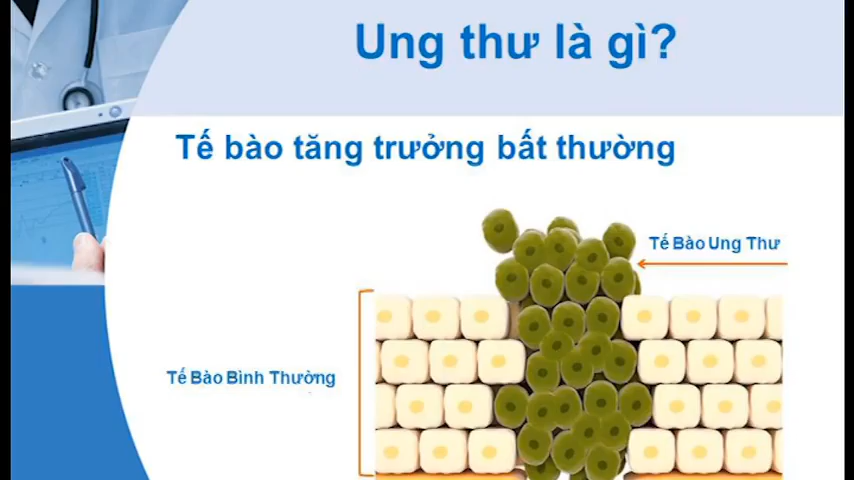 Ung thư là gì?
Tế bào tăng trưởng bất thường
Tế Bào Ung Thư
Tế Bào Bình Thường